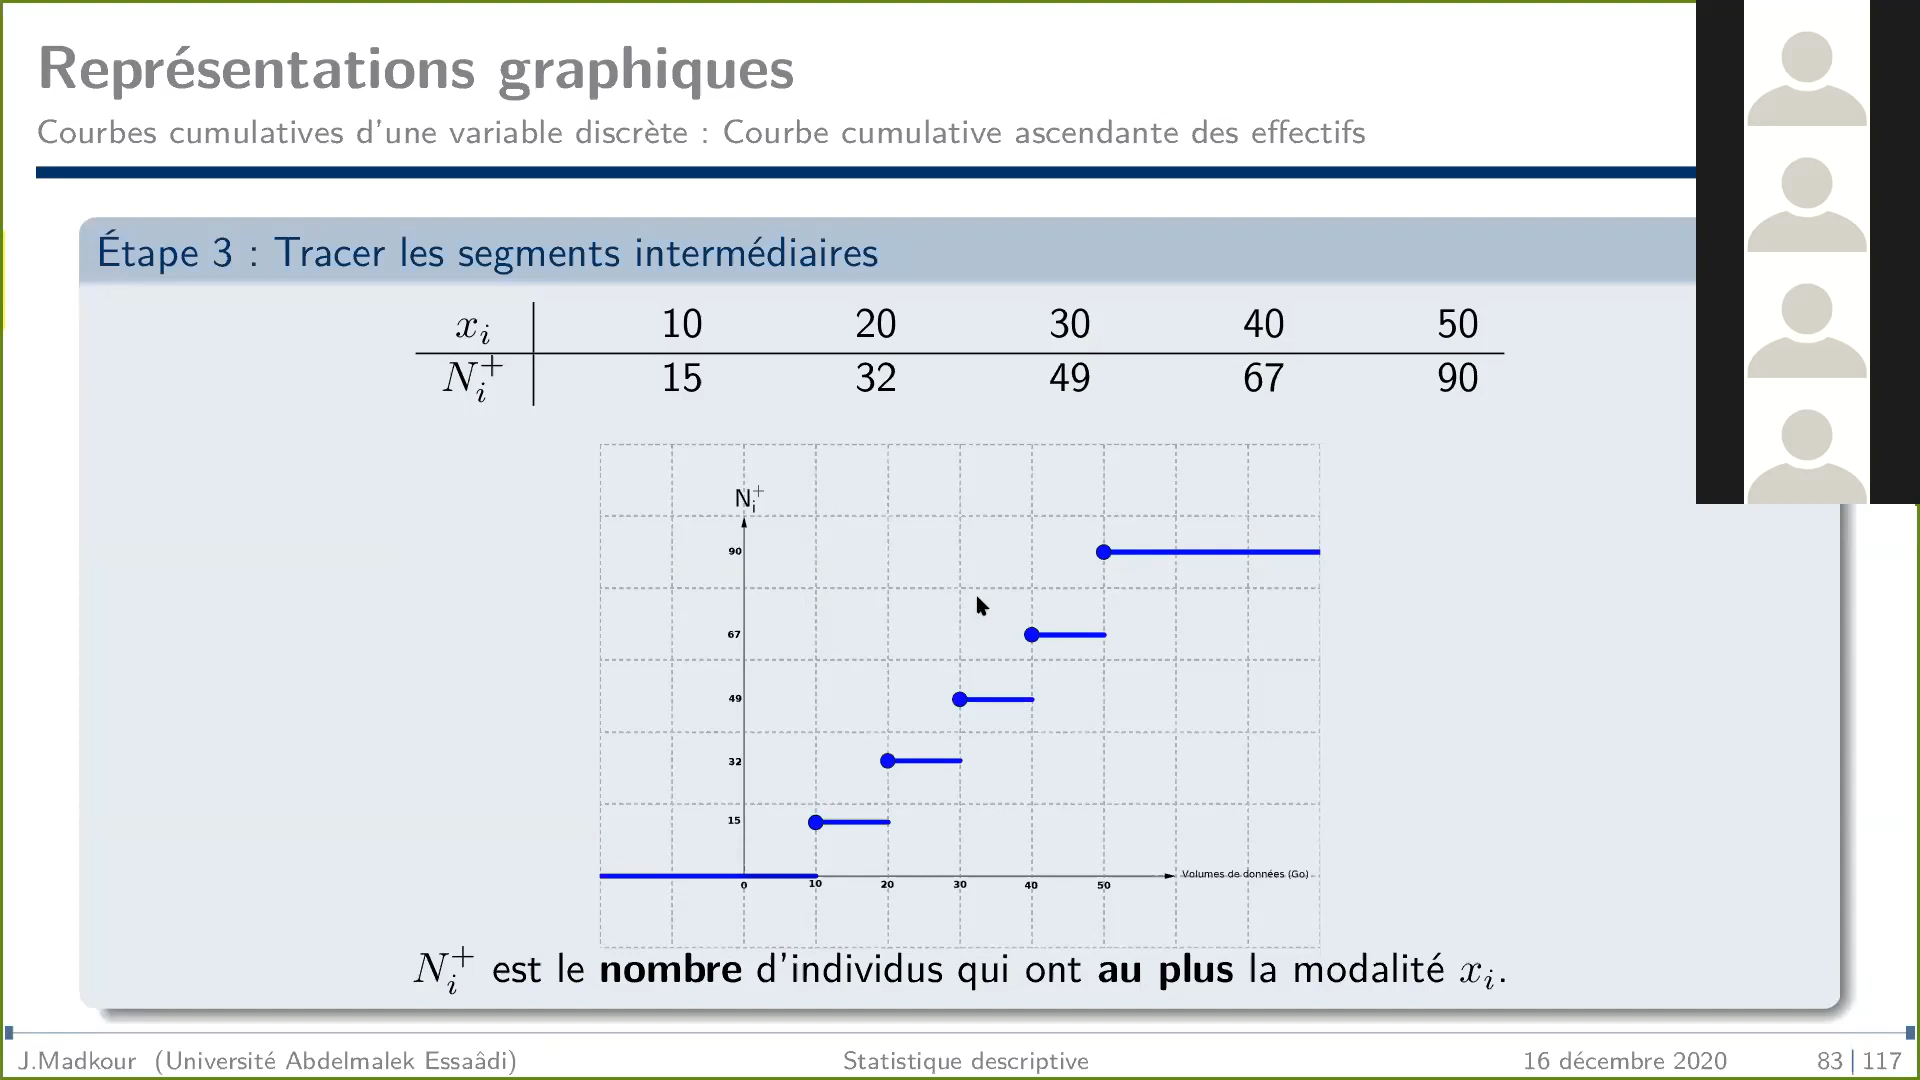 Représentations graphiques
Courbes cumulatives d'une variable discrète : Courbe cumulative ascendante des effectifs
Étape 3 : Tracer les segments intermédiaires
xᵢ 10 20 30 40 50
Nᵢ⁺ 15 32 49 67 90
Nᵢ⁺
90
67
49
32
15
0 10 20 30 40 50 Volumes de données (Go)
Nᵢ⁺ est le nombre d'individus qui ont au plus la modalité xᵢ.
J.Madkour (Université Abdelmalek Essaâdi) Statistique descriptive 16 décembre 2020 83 | 117